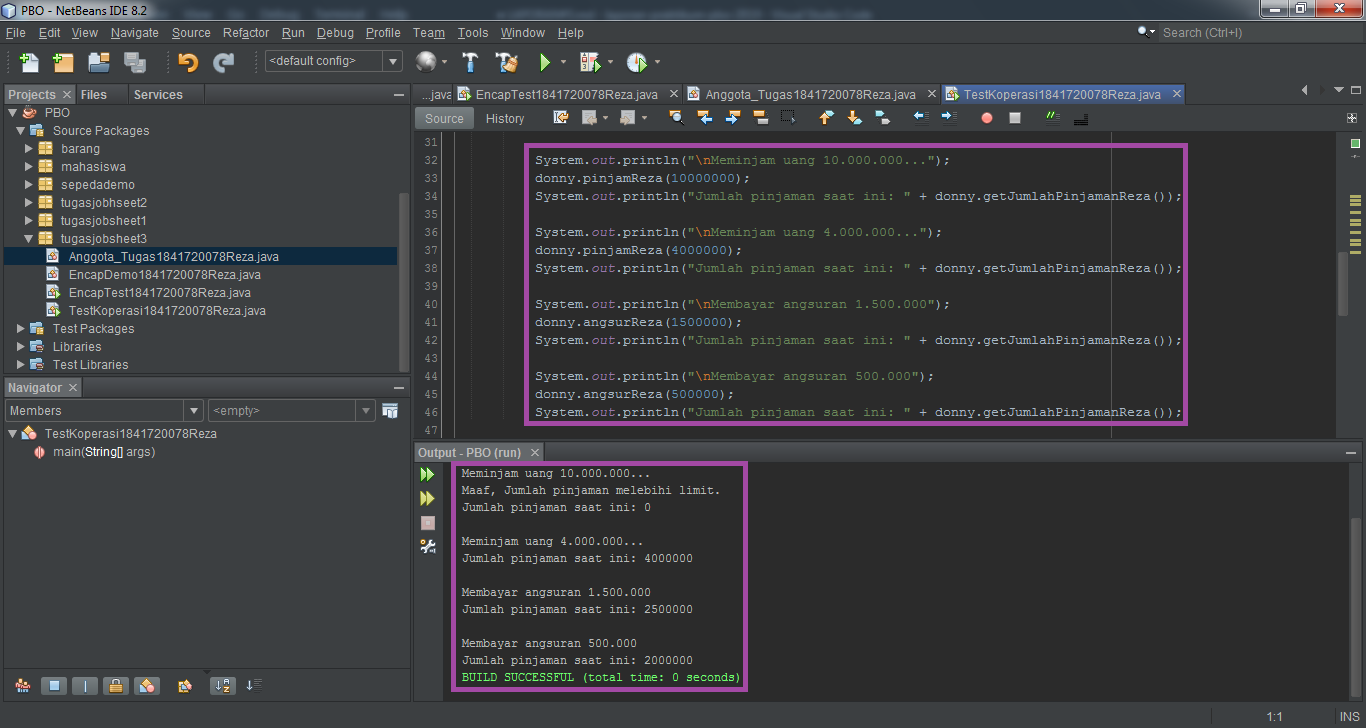 PBO - NetBeans IDE 8.2
File Edit View Navigate Source Refactor Run Debug Profile Team Tools Window Help
Search (Ctrl+I)
<default config>
Projects Files Services
PBO
Source Packages
barang
mahasiswa
sepedademo
tugasjobhseet2
tugasjobsheet1
tugasjobsheet3
Anggota_Tugas1841720078Reza.java
EncapDemo1841720078Reza.java
EncapTest1841720078Reza.java
TestKoperasi1841720078Reza.java
Test Packages
Libraries
Test Libraries
Navigator
Members
<empty>
TestKoperasi1841720078Reza
main(String[] args)
...java EncapTest1841720078Reza.java Anggota_Tugas1841720078Reza.java TestKoperasi1841720078Reza.java
Source History
31
32 System.out.println("\nMeminjam uang 10.000.000...");
33 donny.pinjamReza(10000000);
34 System.out.println("Jumlah pinjaman saat ini: " + donny.getJumlahPinjamanReza());
35
36 System.out.println("\nMeminjam uang 4.000.000...");
37 donny.pinjamReza(4000000);
38 System.out.println("Jumlah pinjaman saat ini: " + donny.getJumlahPinjamanReza());
39
40 System.out.println("\nMembayar angsuran 1.500.000");
41 donny.angsurReza(1500000);
42 System.out.println("Jumlah pinjaman saat ini: " + donny.getJumlahPinjamanReza());
43
44 System.out.println("\nMembayar angsuran 500.000");
45 donny.angsurReza(500000);
46 System.out.println("Jumlah pinjaman saat ini: " + donny.getJumlahPinjamanReza());
47
Output - PBO (run)
Meminjam uang 10.000.000...
Maaf, Jumlah pinjaman melebihi limit.
Jumlah pinjaman saat ini: 0
Meminjam uang 4.000.000...
Jumlah pinjaman saat ini: 4000000
Membayar angsuran 1.500.000
Jumlah pinjaman saat ini: 2500000
Membayar angsuran 500.000
Jumlah pinjaman saat ini: 2000000
BUILD SUCCESSFUL (total time: 0 seconds)
1:1 INS